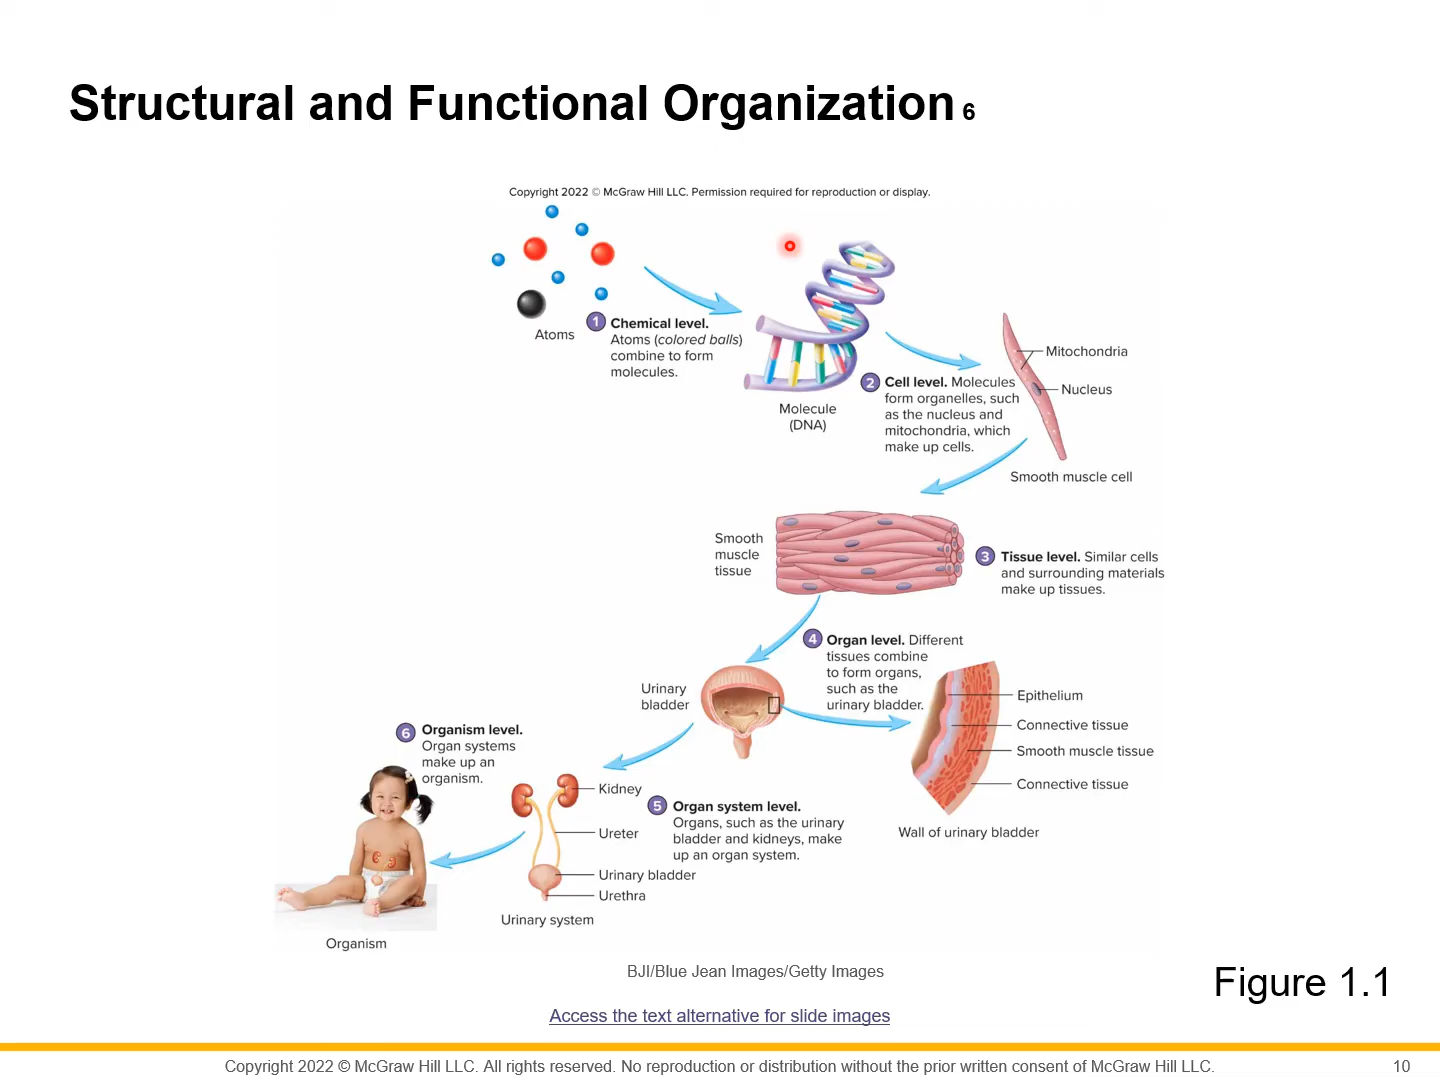 Structural and Functional Organization 6
Copyright 2022 © McGraw Hill LLC. Permission required for reproduction or display.
Atoms
1 Chemical level.
Atoms (colored balls)
combine to form
molecules.
Molecule
(DNA)
2 Cell level. Molecules
form organelles, such
as the nucleus and
mitochondria, which
make up cells.
Mitochondria
Nucleus
Smooth muscle cell
Smooth
muscle
tissue
3 Tissue level. Similar cells
and surrounding materials
make up tissues.
4 Organ level. Different
tissues combine
to form organs,
such as the
urinary bladder.
Urinary
bladder
Epithelium
Connective tissue
Smooth muscle tissue
Connective tissue
Wall of urinary bladder
6 Organism level.
Organ systems
make up an
organism.
Kidney
Ureter
Urinary bladder
Urethra
Urinary system
5 Organ system level.
Organs, such as the urinary
bladder and kidneys, make
up an organ system.
Organism
BJI/Blue Jean Images/Getty Images
Figure 1.1
Access the text alternative for slide images
Copyright 2022 © McGraw Hill LLC. All rights reserved. No reproduction or distribution without the prior written consent of McGraw Hill LLC.
10